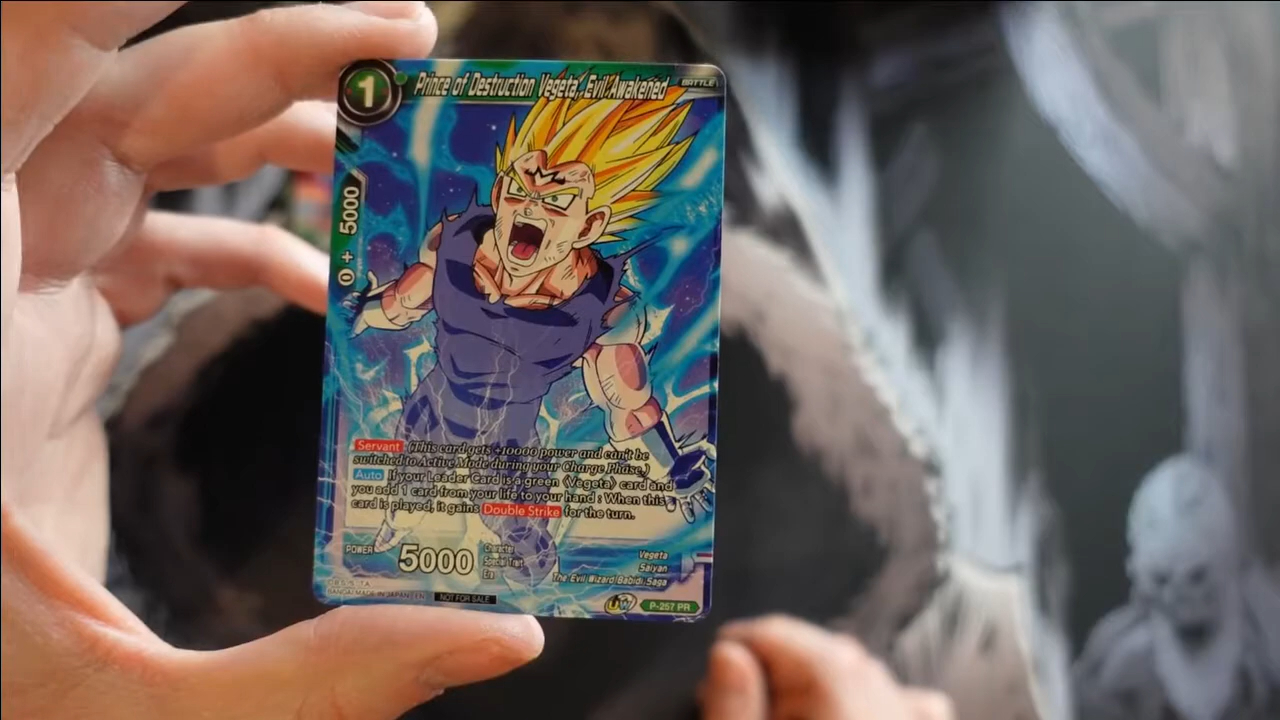 1
Prince of Destruction Vegeta, Evil Awakened
BATTLE
0 + 5000
Servant (This card gets +10000 power and can't be
switched to Active Mode during your Charge Phase.)
Auto If your Leader Card is a green 《Vegeta》 card and
you add 1 card from your life to your hand : When this
card is played, it gains Double Strike for the turn.
POWER 5000
Character Vegeta
Special Trait Saiyan
Era The Evil Wizard Babidi Saga
BANDAI MADE IN JAPAN EN NOT FOR SALE
UW
P-257 PR